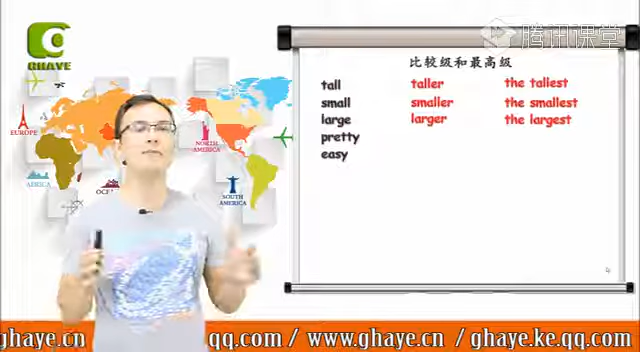 腾讯课堂
GHAYE
比较级和最高级
tall taller the tallest
small smaller the smallest
large larger the largest
pretty
easy
EUROPE
NORTH
AMERICA
AFRICA
SOUTH
AMERICA
ghaye.cn qq.com / www.ghaye.cn / ghaye.ke.qq.com